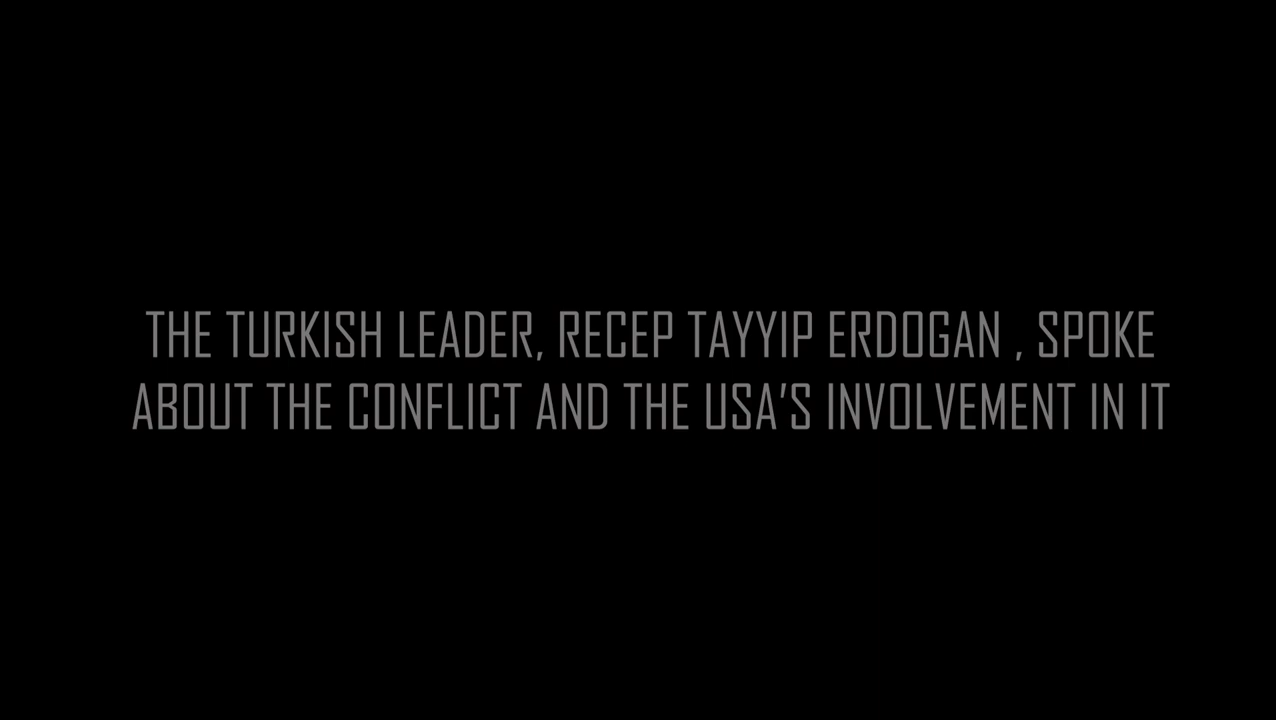 THE TURKISH LEADER, RECEP TAYYIP ERDOGAN , SPOKE
ABOUT THE CONFLICT AND THE USA'S INVOLVEMENT IN IT